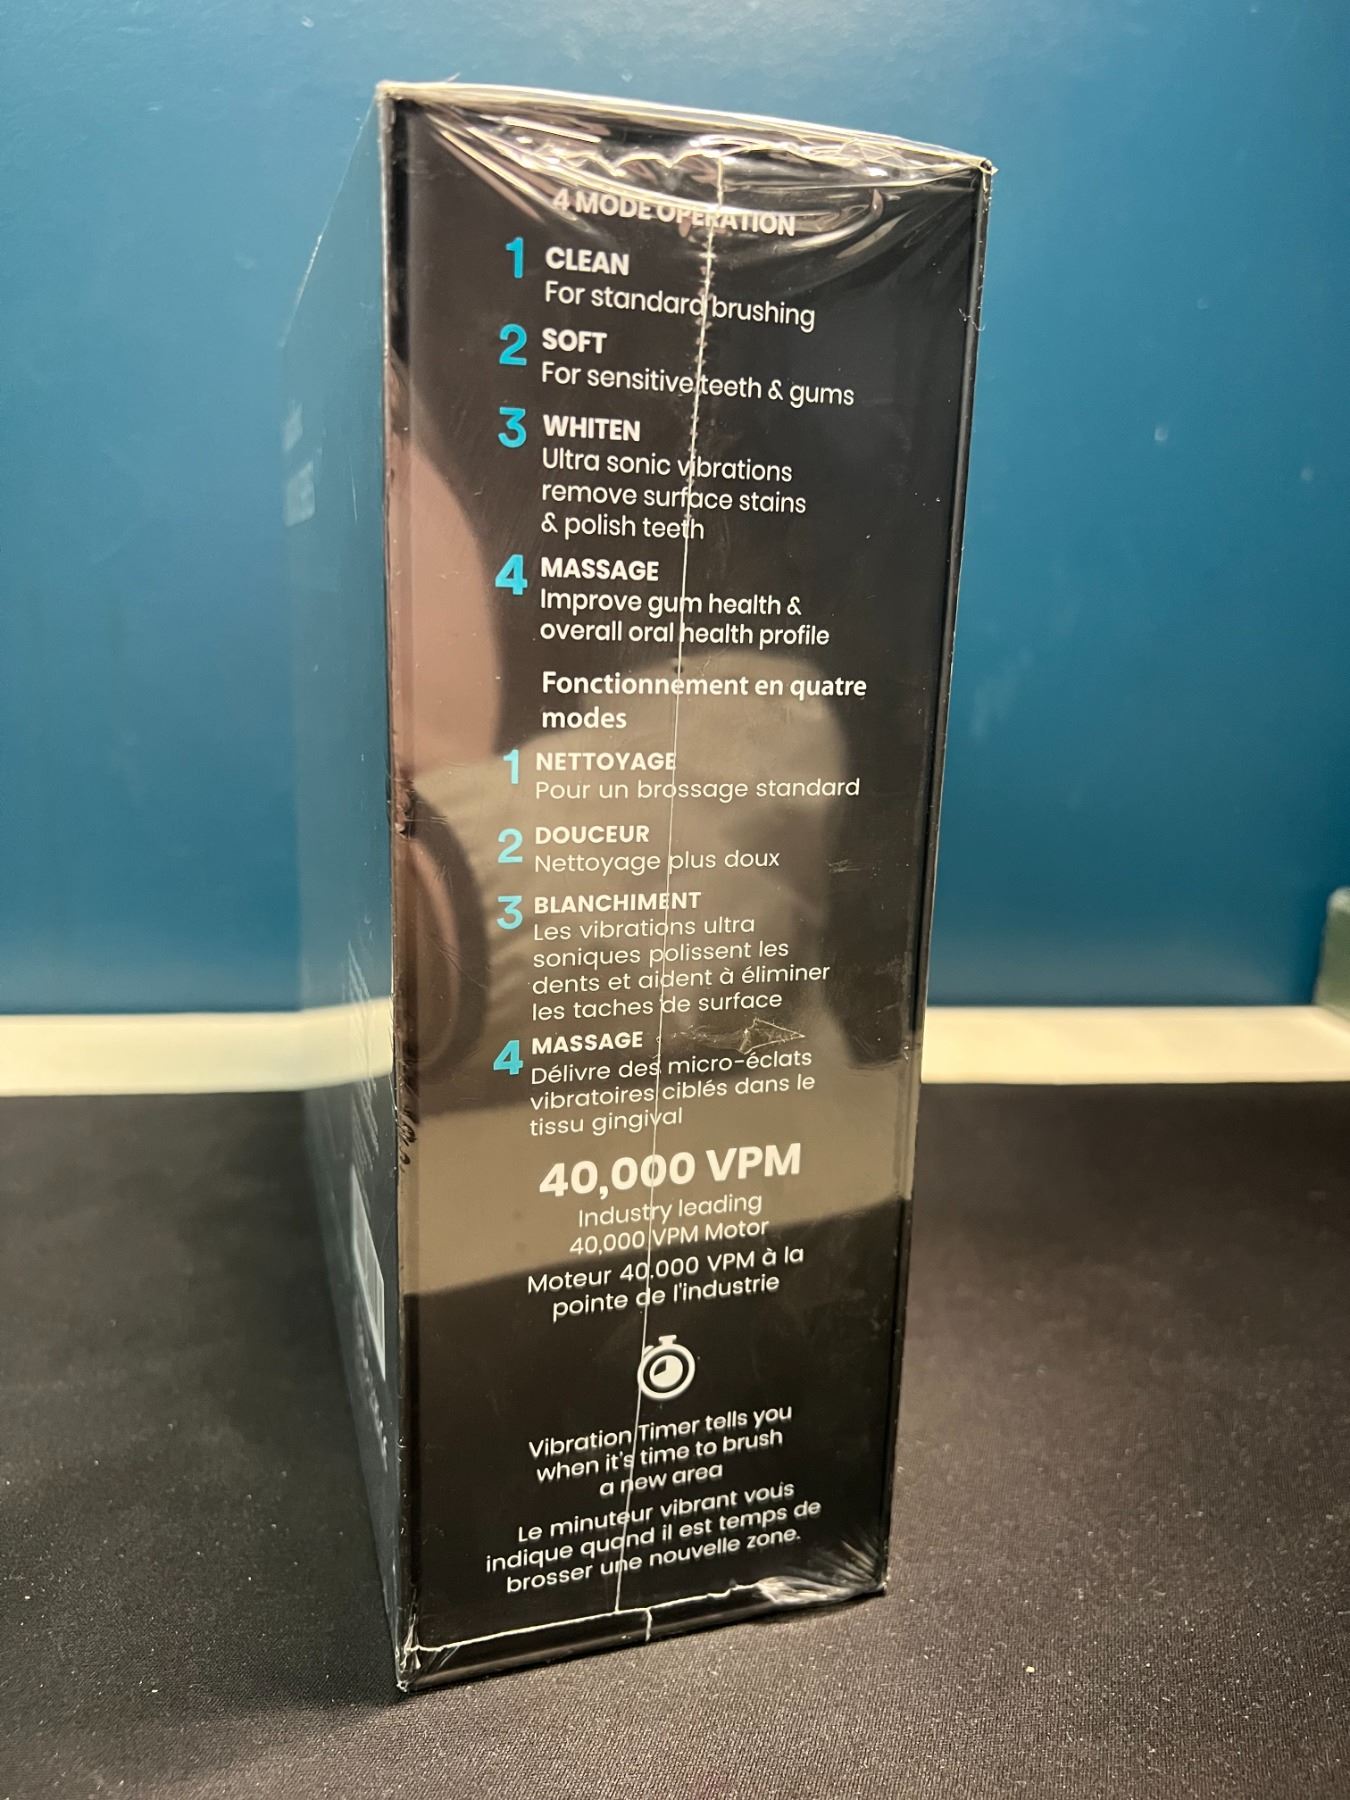 4 MODE OPERATION
1 CLEAN
For standard brushing
2 SOFT
For sensitive teeth & gums
3 WHITEN
Ultra sonic vibrations
remove surface stains
& polish teeth
4 MASSAGE
Improve gum health &
overall oral health profile
Fonctionnement en quatre
modes
1 NETTOYAGE
Pour un brossage standard
2 DOUCEUR
Nettoyage plus doux
3 BLANCHIMENT
Les vibrations ultra
soniques polissent les
dents et aident à éliminer
les taches de surface
4 MASSAGE
Délivre des micro-éclats
vibratoires ciblés dans le
tissu gingival
40,000 VPM
Industry leading
40,000 VPM Motor
Moteur 40.000 VPM à la
pointe de l'industrie
Vibration Timer tells you
when it's time to brush
a new area
Le minuteur vibrant vous
indique quand il est temps de
brosser une nouvelle zone.